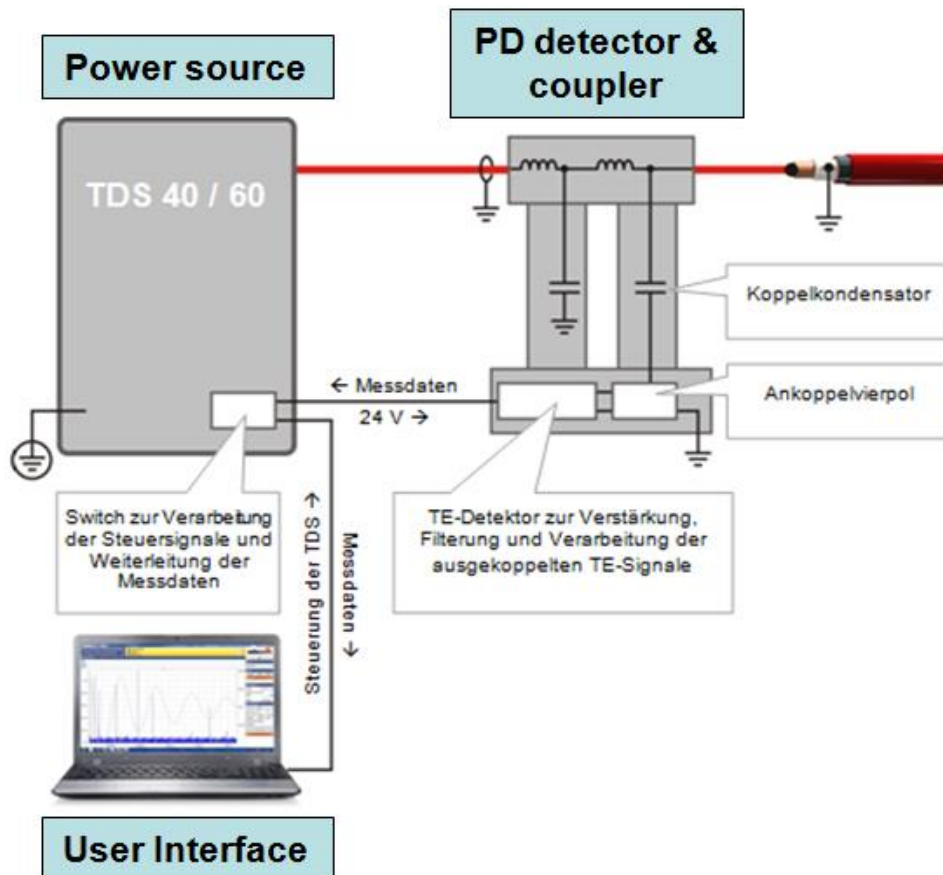 Power source
PD detector &
coupler
TDS 40 / 60
Koppelkondensator
← Messdaten
24 V →
Ankoppelvierpol
Switch zur Verarbeitung
der Steuersignale und
Weiterleitung der
Messdaten
Steuerung der TDS →
Messdaten →
TE-Detektor zur Verstärkung,
Filterung und Verarbeitung der
ausgekoppelten TE-Signale
User Interface